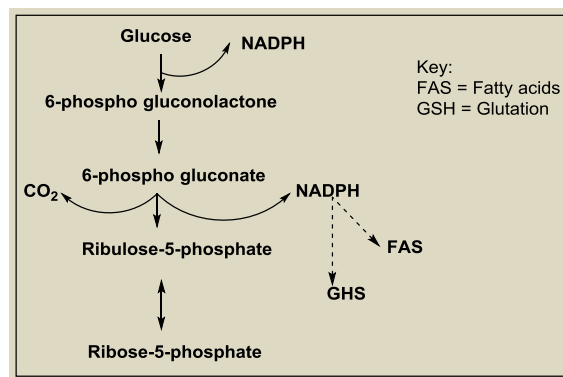 Glucose
NADPH
Key:
FAS = Fatty acids
GSH = Glutation
6-phospho gluconolactone
6-phospho gluconate
CO2
NADPH
Ribulose-5-phosphate
FAS
GHS
Ribose-5-phosphate